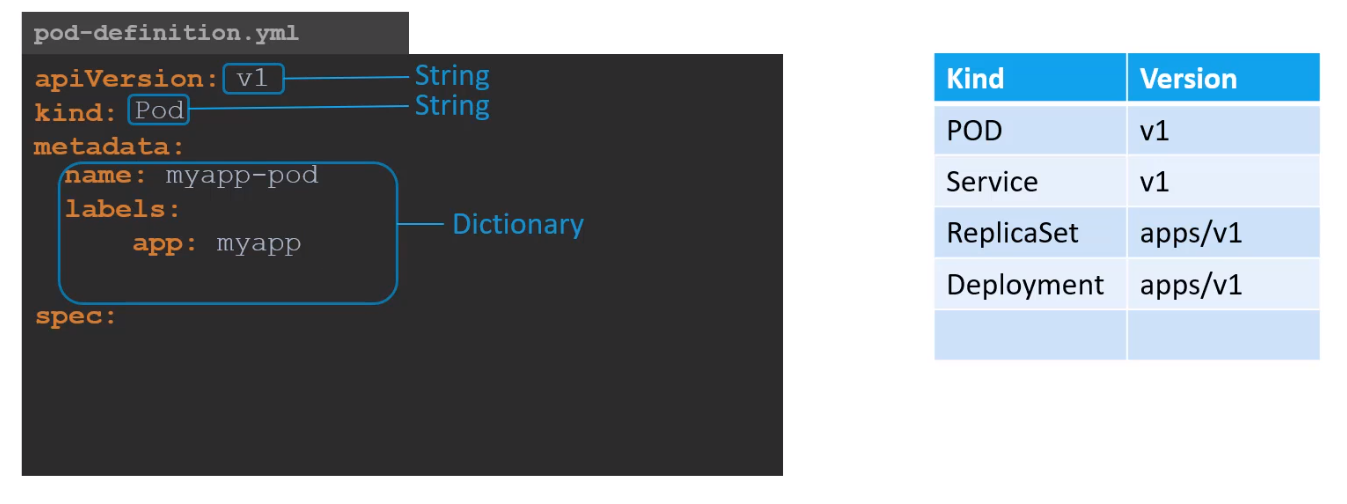 pod-definition.yml
apiVersion: v1
String
kind: Pod
String
metadata:
name: myapp-pod
labels:
Dictionary
app: myapp
spec:
Kind Version
POD v1
Service v1
ReplicaSet apps/v1
Deployment apps/v1